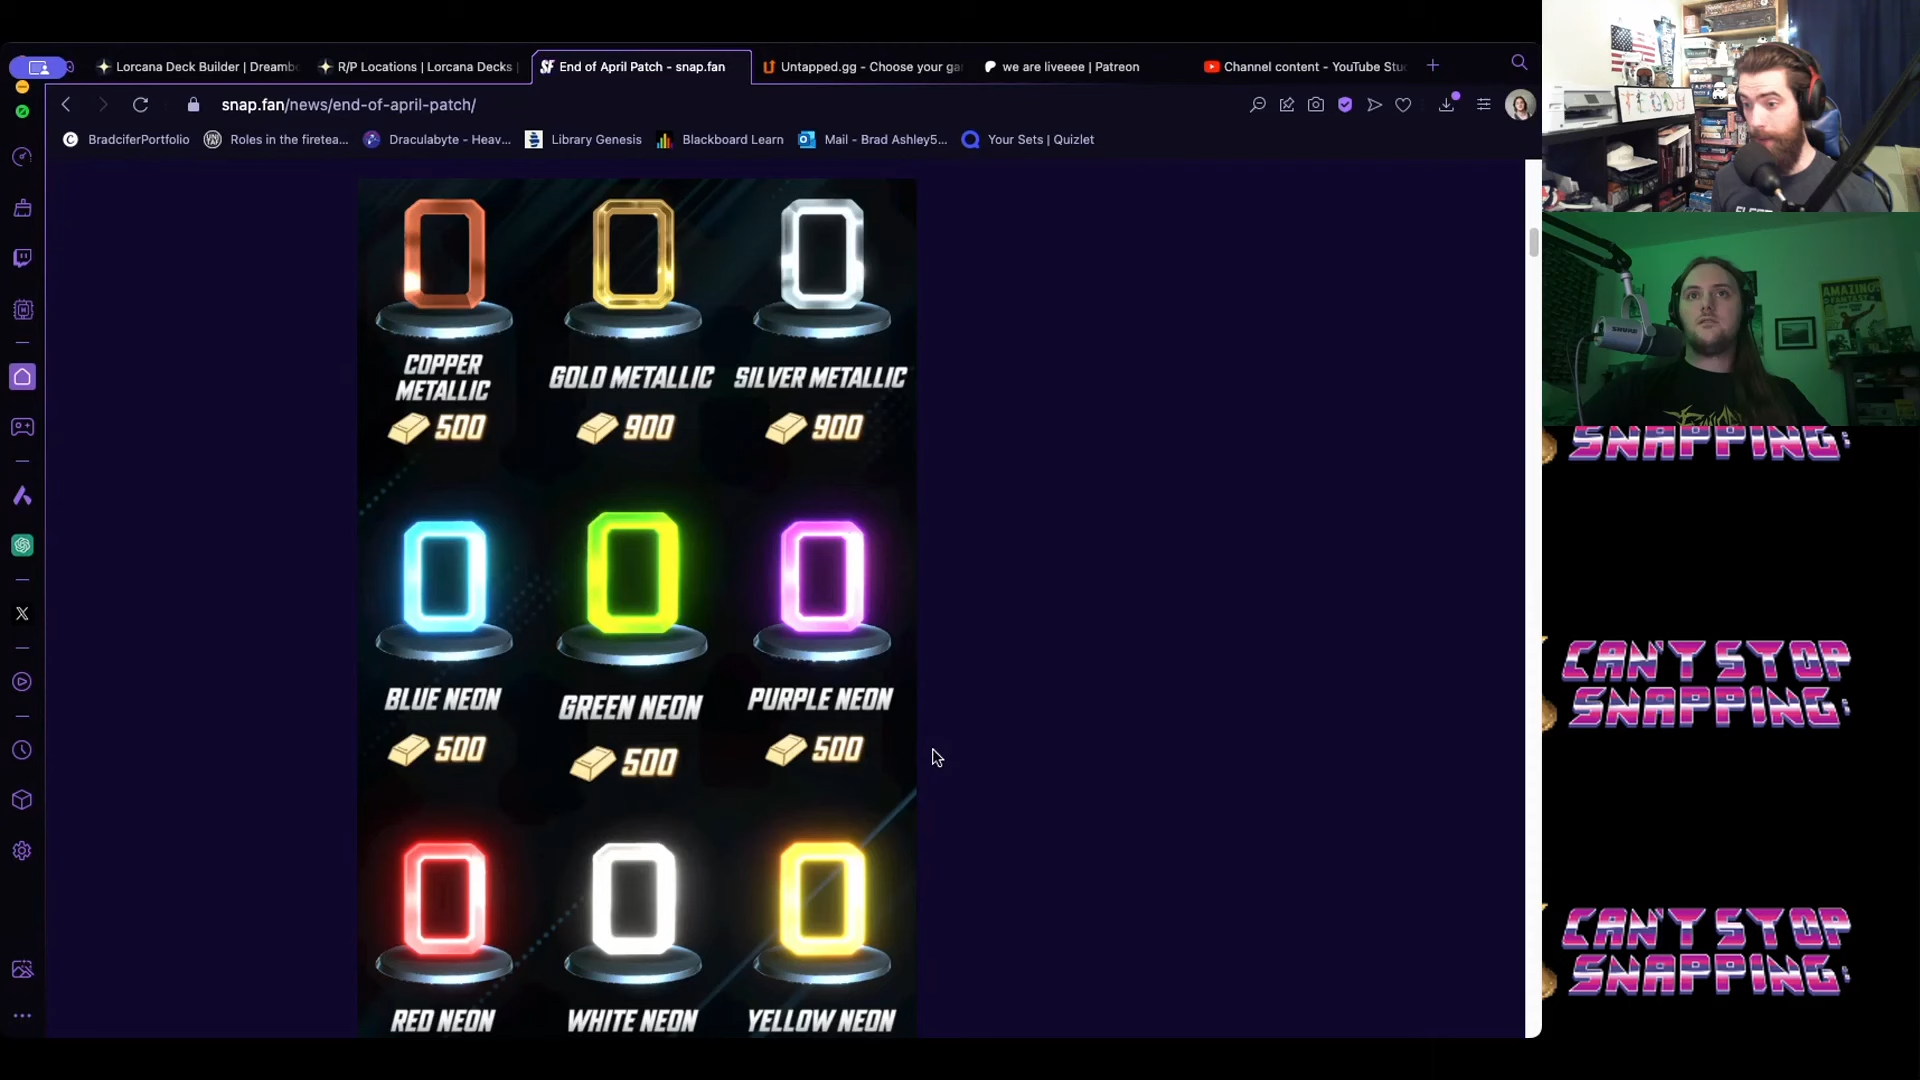 Lorcana Deck Builder | Dreamb
R/P Locations | Lorcana Decks |
SF End of April Patch - snap.fan
Untapped.gg - Choose your ga
we are liveeee | Patreon
Channel content - YouTube Stu
snap.fan/news/end-of-april-patch/
BradciferPortfolio
Roles in the firetea...
Draculabyte - Heav...
Library Genesis
Blackboard Learn
Mail - Brad Ashley5...
Your Sets | Quizlet
COPPER
METALLIC
500
GOLD METALLIC
900
SILVER METALLIC
900
BLUE NEON
500
GREEN NEON
500
PURPLE NEON
500
RED NEON
WHITE NEON
YELLOW NEON
AMAZING
FANTASY
SHURE
SNAPPING:
CAN'T STOP
SNAPPING:
CAN'T STOP
SNAPPING: